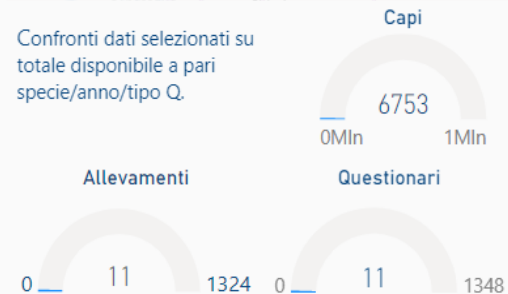 Confronti dati selezionati su
totale disponibile a pari
specie/anno/tipo Q.
Capi
6753
0Mln 1Mln
Allevamenti
0 11 1324
Questionari
0 11 1348